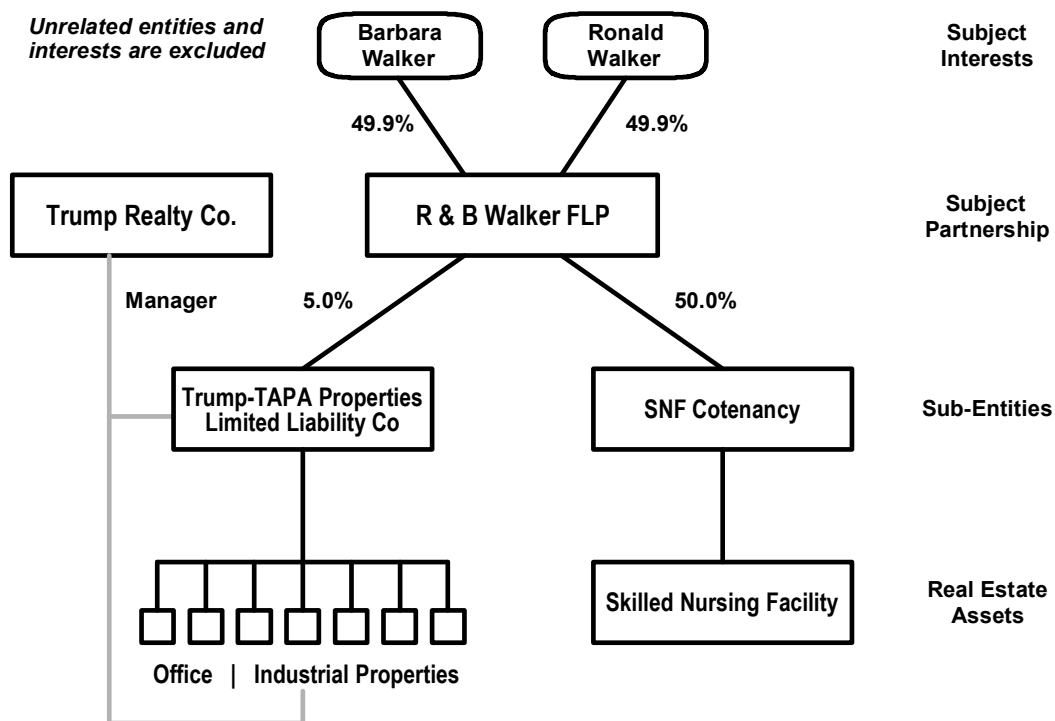 Unrelated entities and
interests are excluded
Barbara
Walker
Ronald
Walker
Subject
Interests
49.9%
49.9%
Trump Realty Co.
R & B Walker FLP
Subject
Partnership
Manager
5.0%
50.0%
Trump-TAPA Properties
Limited Liability Co
SNF Cotenancy
Sub-Entities
Skilled Nursing Facility
Real Estate
Assets
Office | Industrial Properties